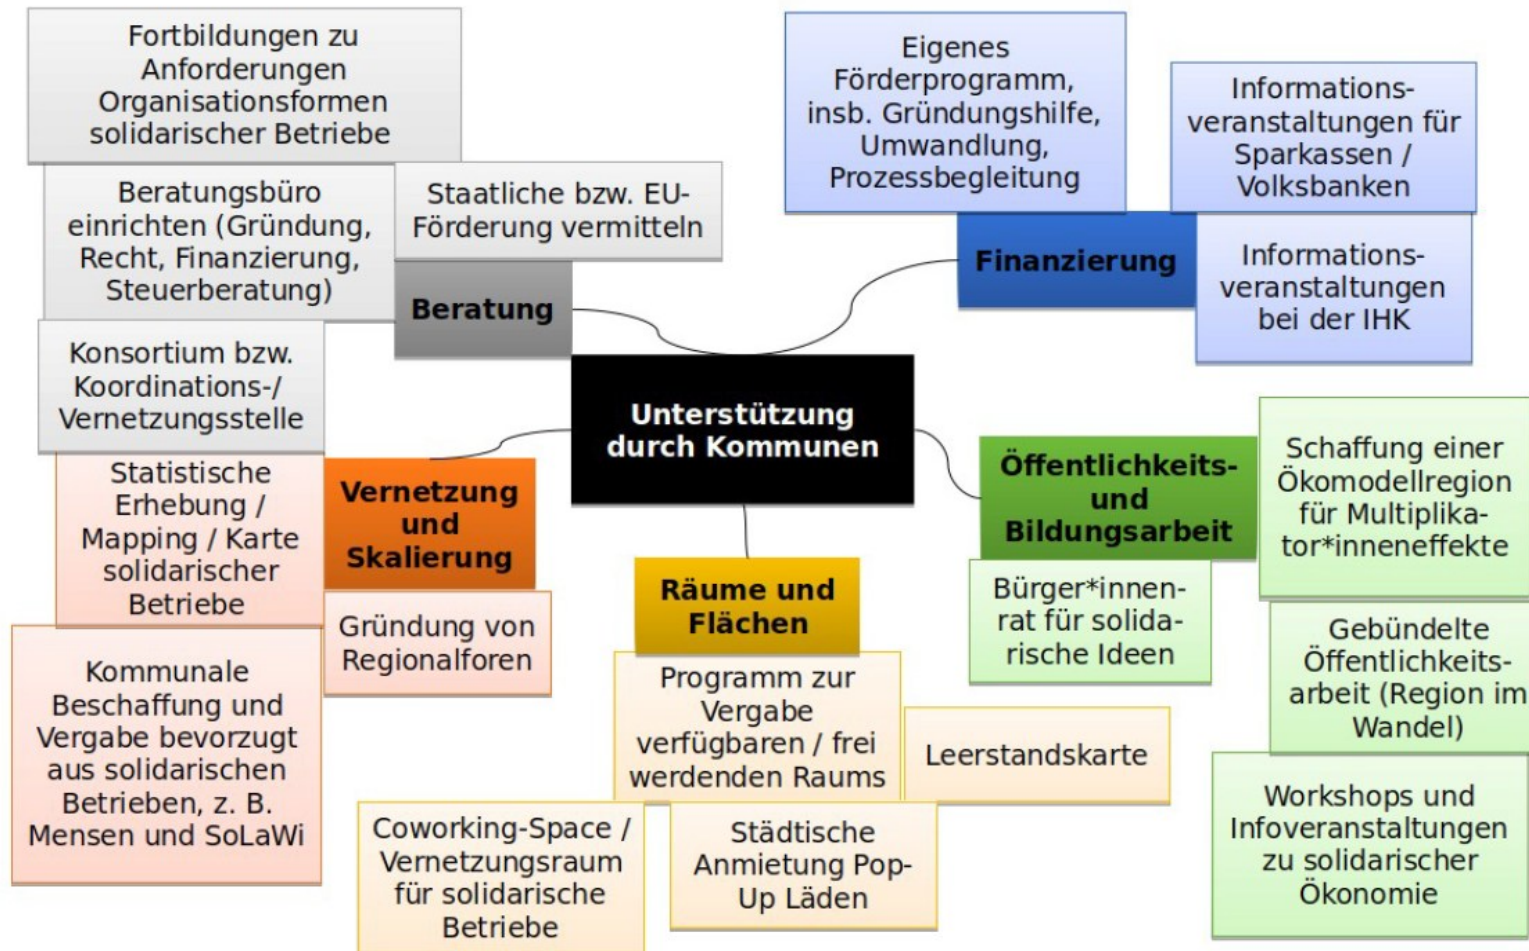 Fortbildungen zu
Anforderungen
Organisationsformen
solidarischer Betriebe
Beratungsbüro
einrichten (Gründung,
Recht, Finanzierung,
Steuerberatung)
Staatliche bzw. EU-
Förderung vermitteln
Beratung
Konsortium bzw.
Koordinations-/
Vernetzungsstelle
Eigenes
Förderprogramm,
insb. Gründungshilfe,
Umwandlung,
Prozessbegleitung
Informations-
veranstaltungen für
Sparkassen /
Volksbanken
Finanzierung
Informations-
veranstaltungen
bei der IHK
Unterstützung
durch Kommunen
Statistische
Erhebung /
Mapping / Karte
solidarischer
Betriebe
Vernetzung
und
Skalierung
Gründung von
Regionalforen
Kommunale
Beschaffung und
Vergabe bevorzugt
aus solidarischen
Betrieben, z. B.
Mensen und SoLaWi
Räume und
Flächen
Programm zur
Vergabe
verfügbaren / frei
werdenden Raums
Leerstandskarte
Coworking-Space /
Vernetzungsraum
für solidarische
Betriebe
Städtische
Anmietung Pop-
Up Läden
Öffentlichkeits-
und
Bildungsarbeit
Bürger*innen-
rat für solida-
rische Ideen
Schaffung einer
Ökomodellregion
für Multiplika-
tor*inneneffekte
Gebündelte
Öffentlichkeits-
arbeit (Region im
Wandel)
Workshops und
Infoveranstaltungen
zu solidarischer
Ökonomie